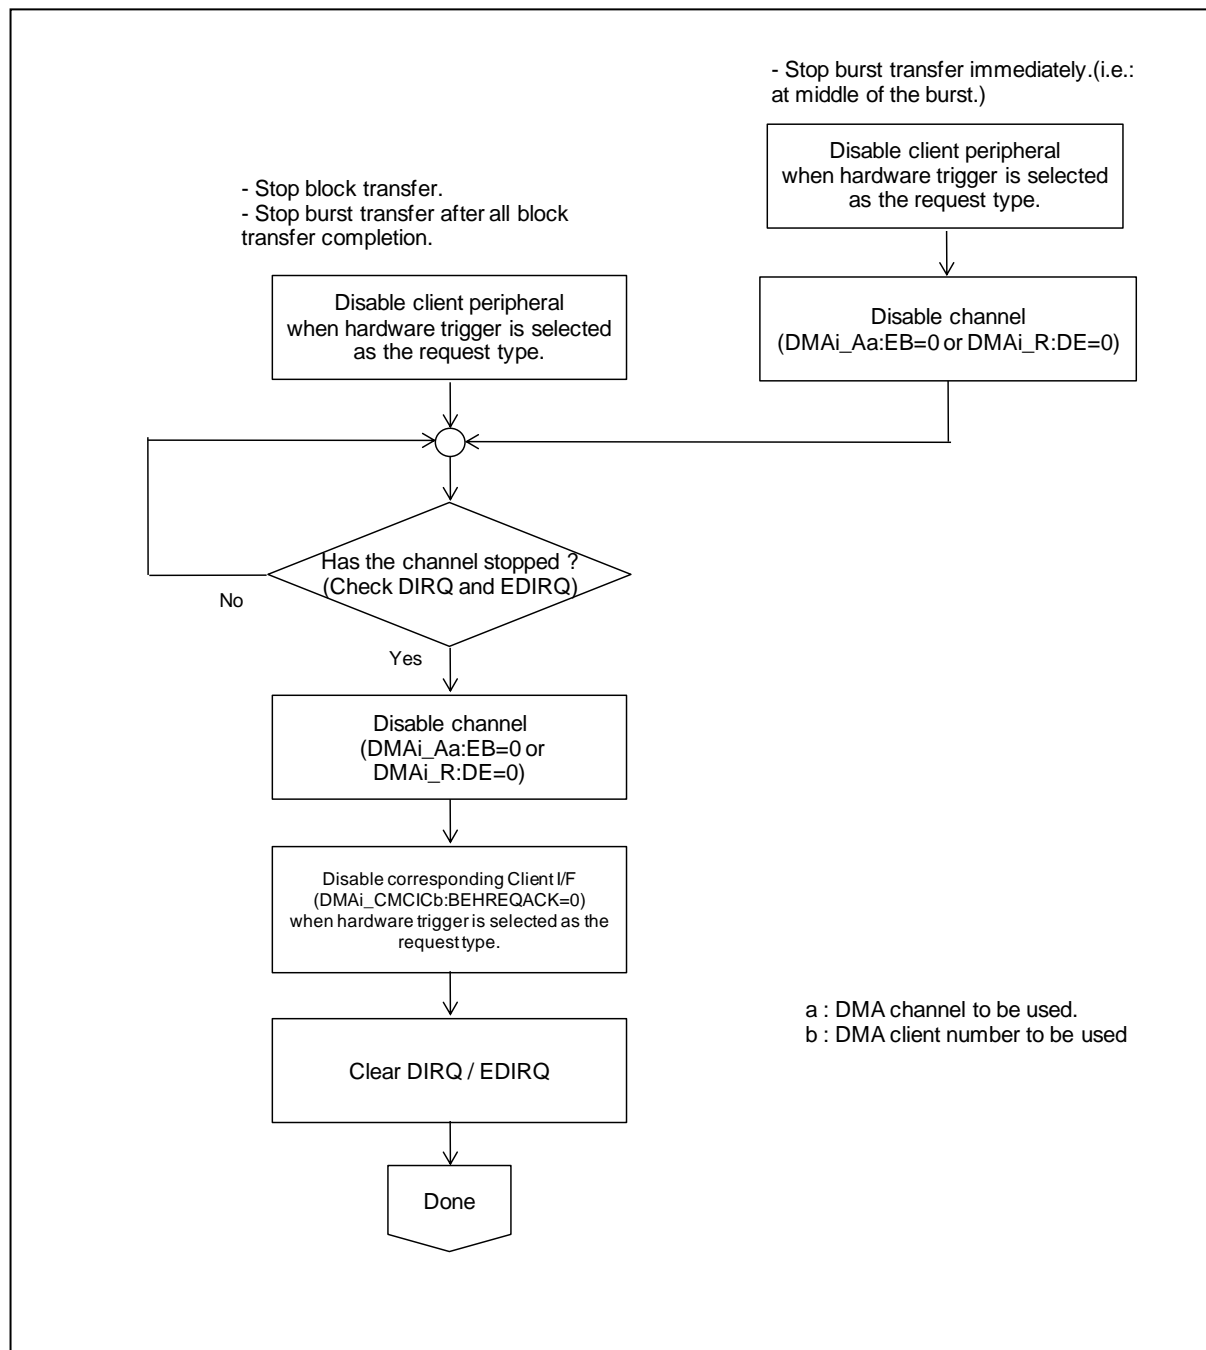 - Stop burst transfer immediately.(i.e.:
at middle of the burst.)
Disable client peripheral
when hardware trigger is selected
as the request type.
Disable channel
(DMAi_Aa:EB=0 or DMAi_R:DE=0)
- Stop block transfer.
- Stop burst transfer after all block
transfer completion.
Disable client peripheral
when hardware trigger is selected
as the request type.
Has the channel stopped ?
(Check DIRQ and EDIRQ)
No
Yes
Disable channel
(DMAi_Aa:EB=0 or
DMAi_R:DE=0)
Disable corresponding Client I/F
(DMAi_CMCICb:BEHREQACK=0)
when hardware trigger is selected as the
request type.
Clear DIRQ / EDIRQ
Done
a : DMA channel to be used.
b : DMA client number to be used